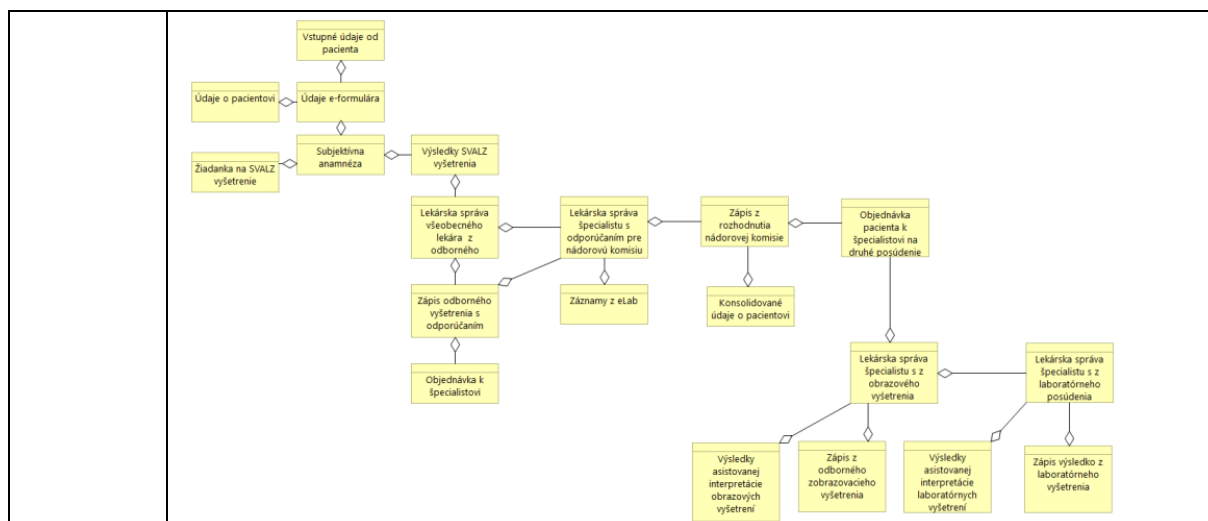 Vstupné údaje od
pacienta
Údaje o pacientovi
Údaje e-formulára
Subjektívna
anamnéza
Výsledky SVALZ
vyšetrenia
Žiadanka na SVALZ
vyšetrenie
Lekárska správa
všeobecného
lekára z
odborného
Lekárska správa
špecialistu s
odporúčaním pre
nádorovú komisiu
Zápis z
rozhodnutia
nádorovej komisie
Objednávka
pacienta k
špecialistovi na
druhé posúdenie
Zápis odborného
vyšetrenia s
odporúčaním
Záznamy z eLab
Konsolidované
údaje o pacientovi
Objednávka k
špecialistovi
Lekárska správa
špecialistu s z
obrazového
vyšetrenia
Lekárska správa
špecialistu s z
laboratórneho
posúdenia
Výsledky
asistovanej
interpretácie
obrazových
vyšetrení
Zápis z
odborného
zobrazovacieho
vyšetrenia
Výsledky
asistovanej
interpretácie
laboratórnych
vyšetrení
Zápis výsledko z
laboratórneho
vyšetrenia